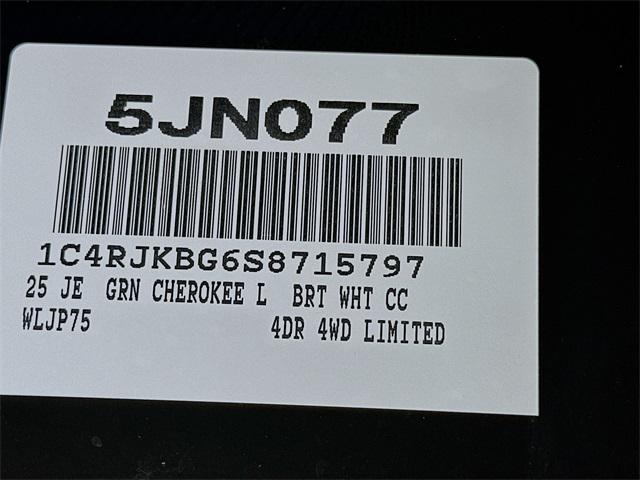 5JN077
1C4RJKBG6S8715797
25 JE GRN CHEROKEE L BRT WHT CC
WLJP75 4DR 4WD LIMITED